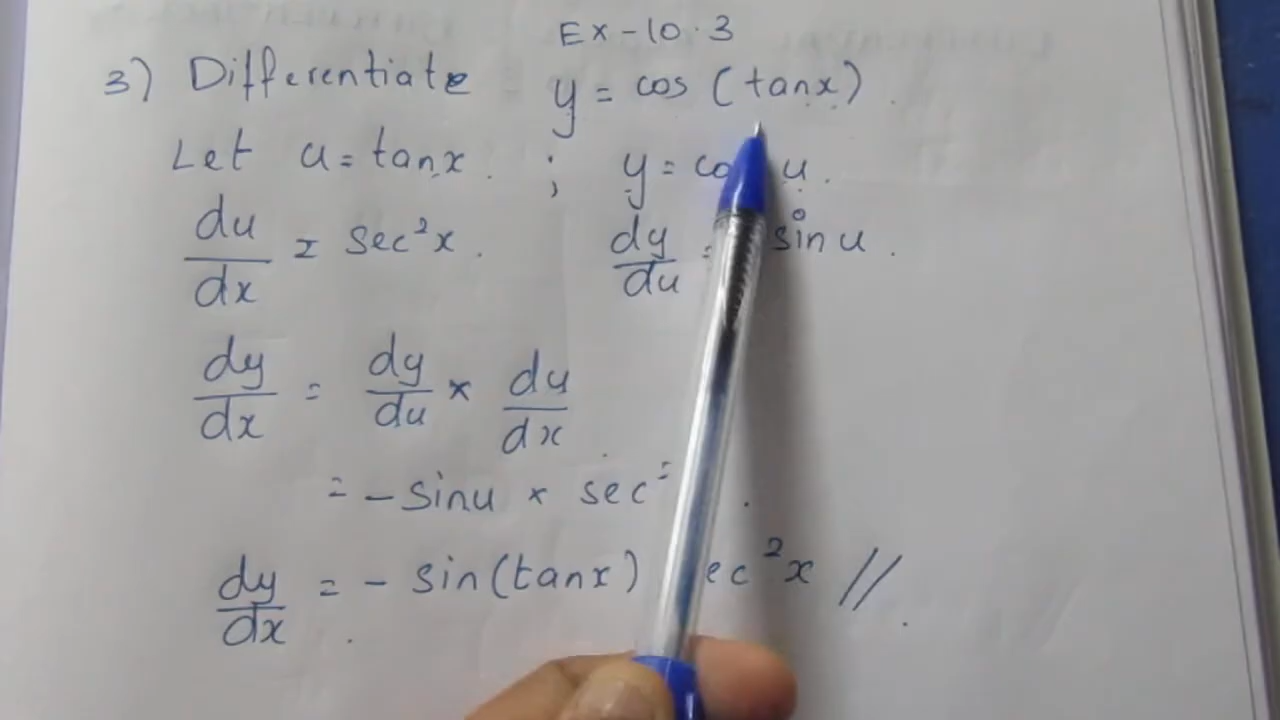 Ex-10.3
3) Differentiate y = cos (tanx)
Let u = tanx. ; y = co u.
du/dx = sec²x. dy/du = sin u.
dy/dx = dy/du × du/dx
= - sinu × sec
dy/dx = - sin(tanx) ec²x //